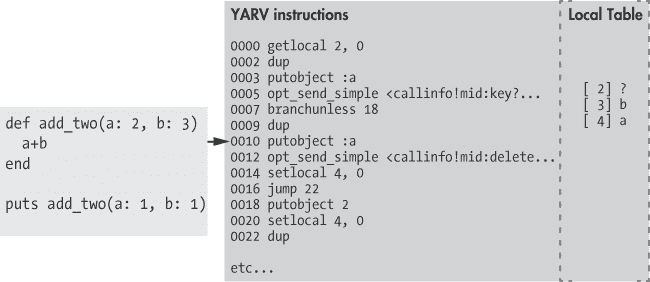 YARV instructions
0000 getlocal 2, 0
0002 dup
0003 putobject :a
0005 opt_send_simple <callinfo!mid:key?...
0007 branchunless 18
0009 dup
0010 putobject :a
0012 opt_send_simple <callinfo!mid:delete...
0014 setlocal 4, 0
0016 jump 22
0018 putobject 2
0020 setlocal 4, 0
0022 dup
etc...
Local Table
[ 2] ?
[ 3] b
[ 4] a
def add_two(a: 2, b: 3)
a+b
end
puts add_two(a: 1, b: 1)